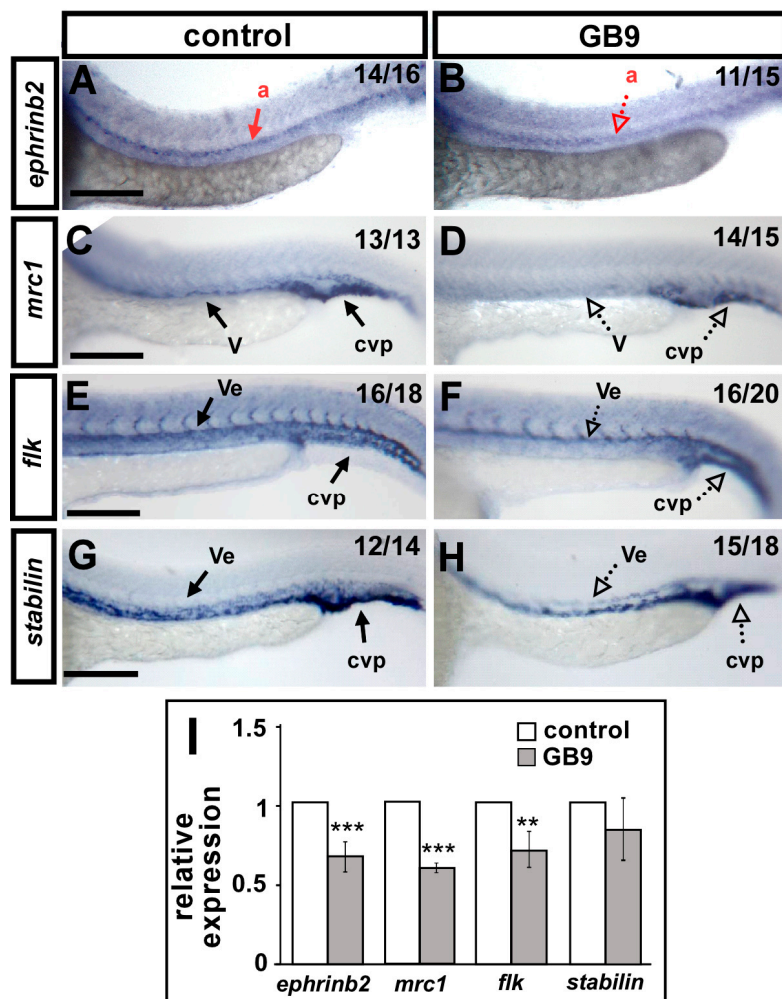 control GB9
ephrinb2
A 14/16 a
B 11/15 a
mrc1
C 13/13 V cvp
D 14/15 V cvp
flk
E Ve 16/18 cvp
F Ve 16/20 cvp
stabilin
G Ve 12/14 cvp
H Ve 15/18 cvp
I
control
GB9
relative
expression
1.5
1
0.5
0
*** *** **
ephrinb2 mrc1 flk stabilin